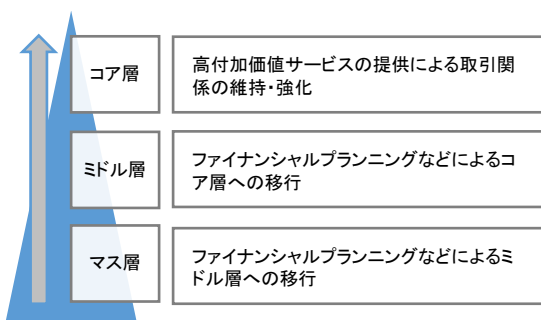 コア層
高付加価値サービスの提供による取引関
係の維持・強化
ミドル層
ファイナンシャルプランニングなどによるコ
ア層への移行
マス層
ファイナンシャルプランニングなどによるミ
ドル層への移行